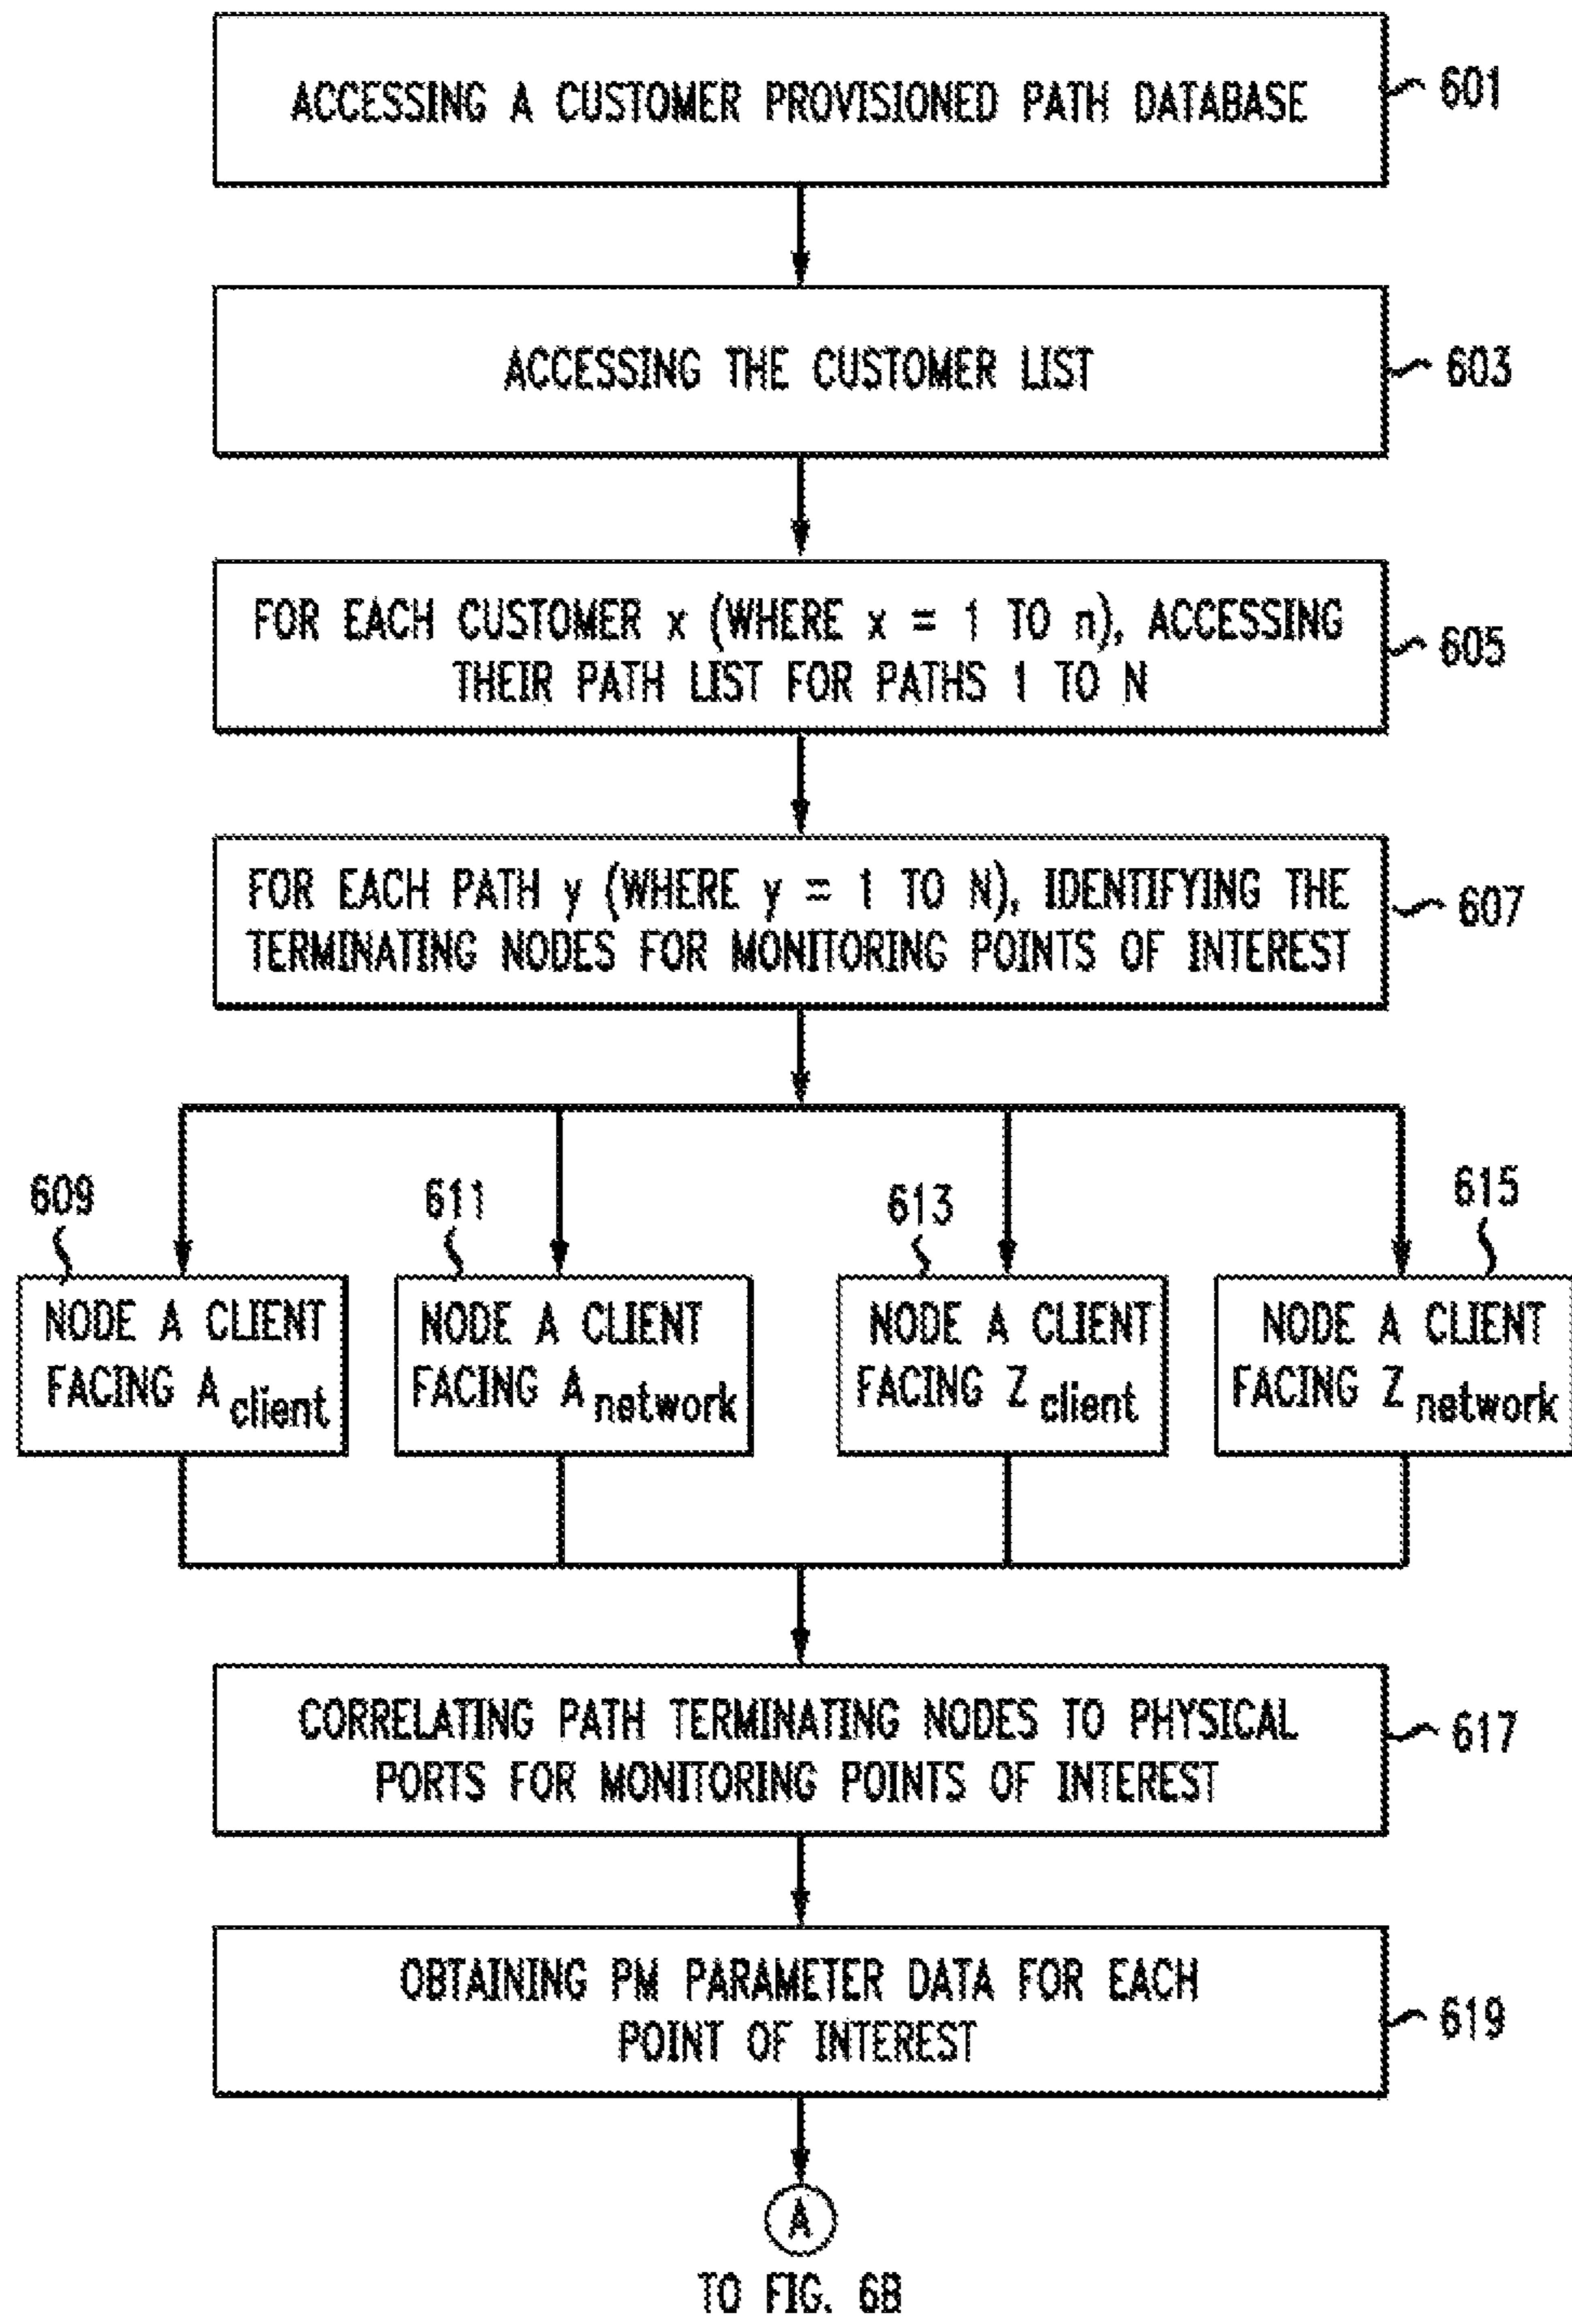 ACCESSING A CUSTOMER PROVISIONED PATH DATABASE
601
ACCESSING THE CUSTOMER LIST
603
FOR EACH CUSTOMER x (WHERE x = 1 TO n), ACCESSING
THEIR PATH LIST FOR PATHS 1 TO N
605
FOR EACH PATH y (WHERE y = 1 TO N), IDENTIFYING THE
TERMINATING NODES FOR MONITORING POINTS OF INTEREST
607
609
NODE A CLIENT
FACING A client
611
NODE A CLIENT
FACING A network
613
NODE A CLIENT
FACING Z client
615
NODE A CLIENT
FACING Z network
CORRELATING PATH TERMINATING NODES TO PHYSICAL
PORTS FOR MONITORING POINTS OF INTEREST
617
OBTAINING PM PARAMETER DATA FOR EACH
POINT OF INTEREST
619
A
TO FIG. 6B